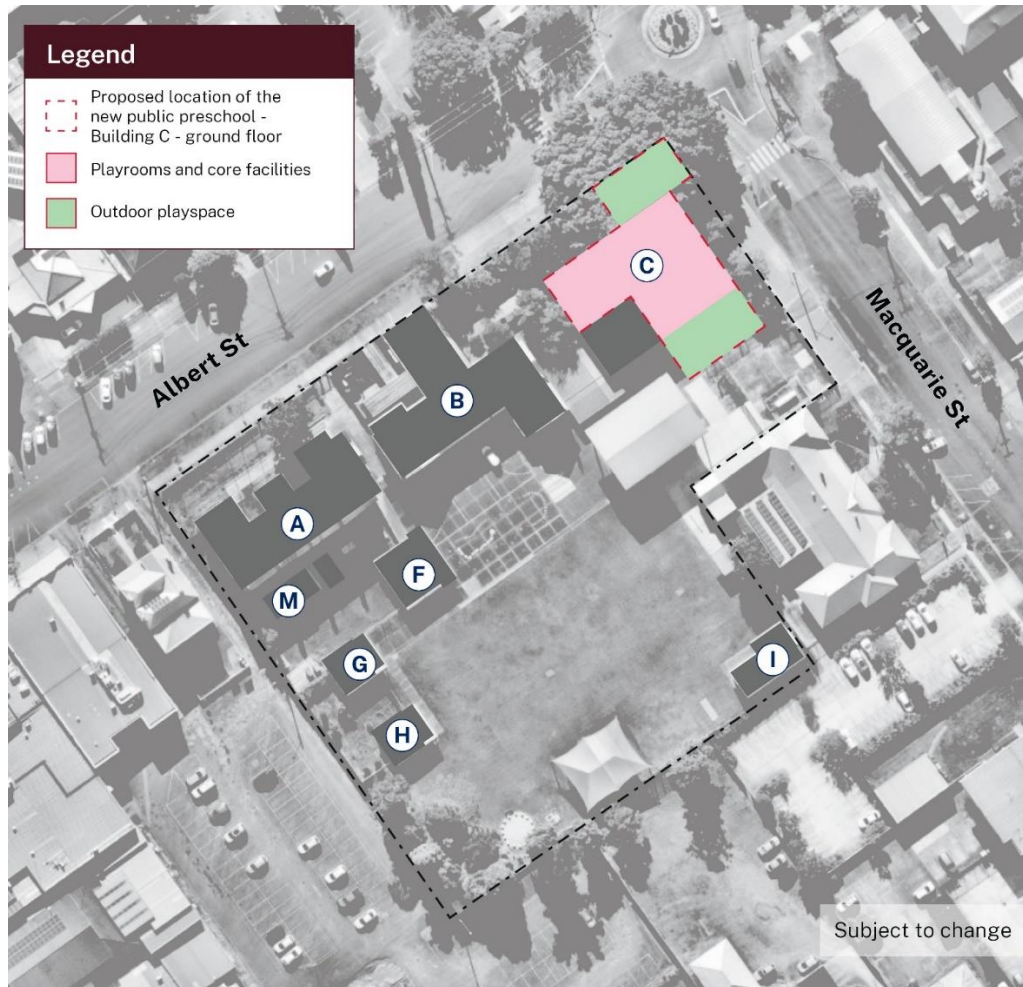 Legend
Proposed location of the
new public preschool -
Building C - ground floor
Playrooms and core facilities
Outdoor playspace
C
Albert St
Macquarie St
B
A
F
M
G
I
H
Subject to change